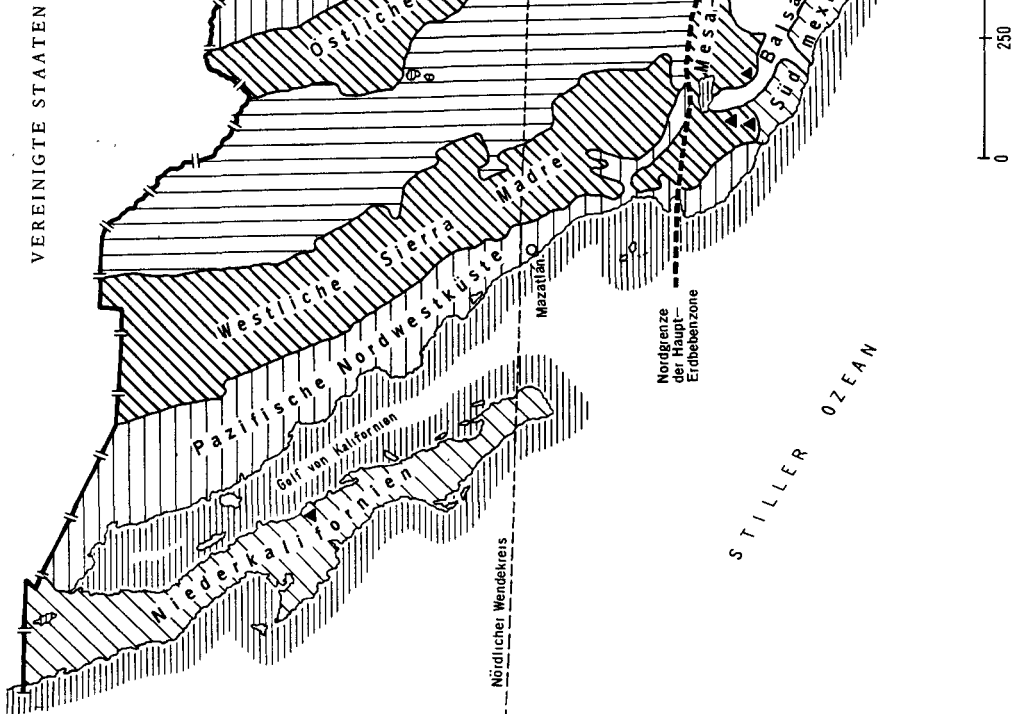 VEREINIGTE STAATEN
Östliche
Westliche Sierra Madre
Pazifische Nordwestküste
Golf von Kalifornien
Niederkalifornien
Mazatlán
Nördlicher Wendekreis
Nordgrenze
der Haupt–
Erdbebenzone
STILLER OZEAN
Mesa-
Balsa
Süd
mex
0
250